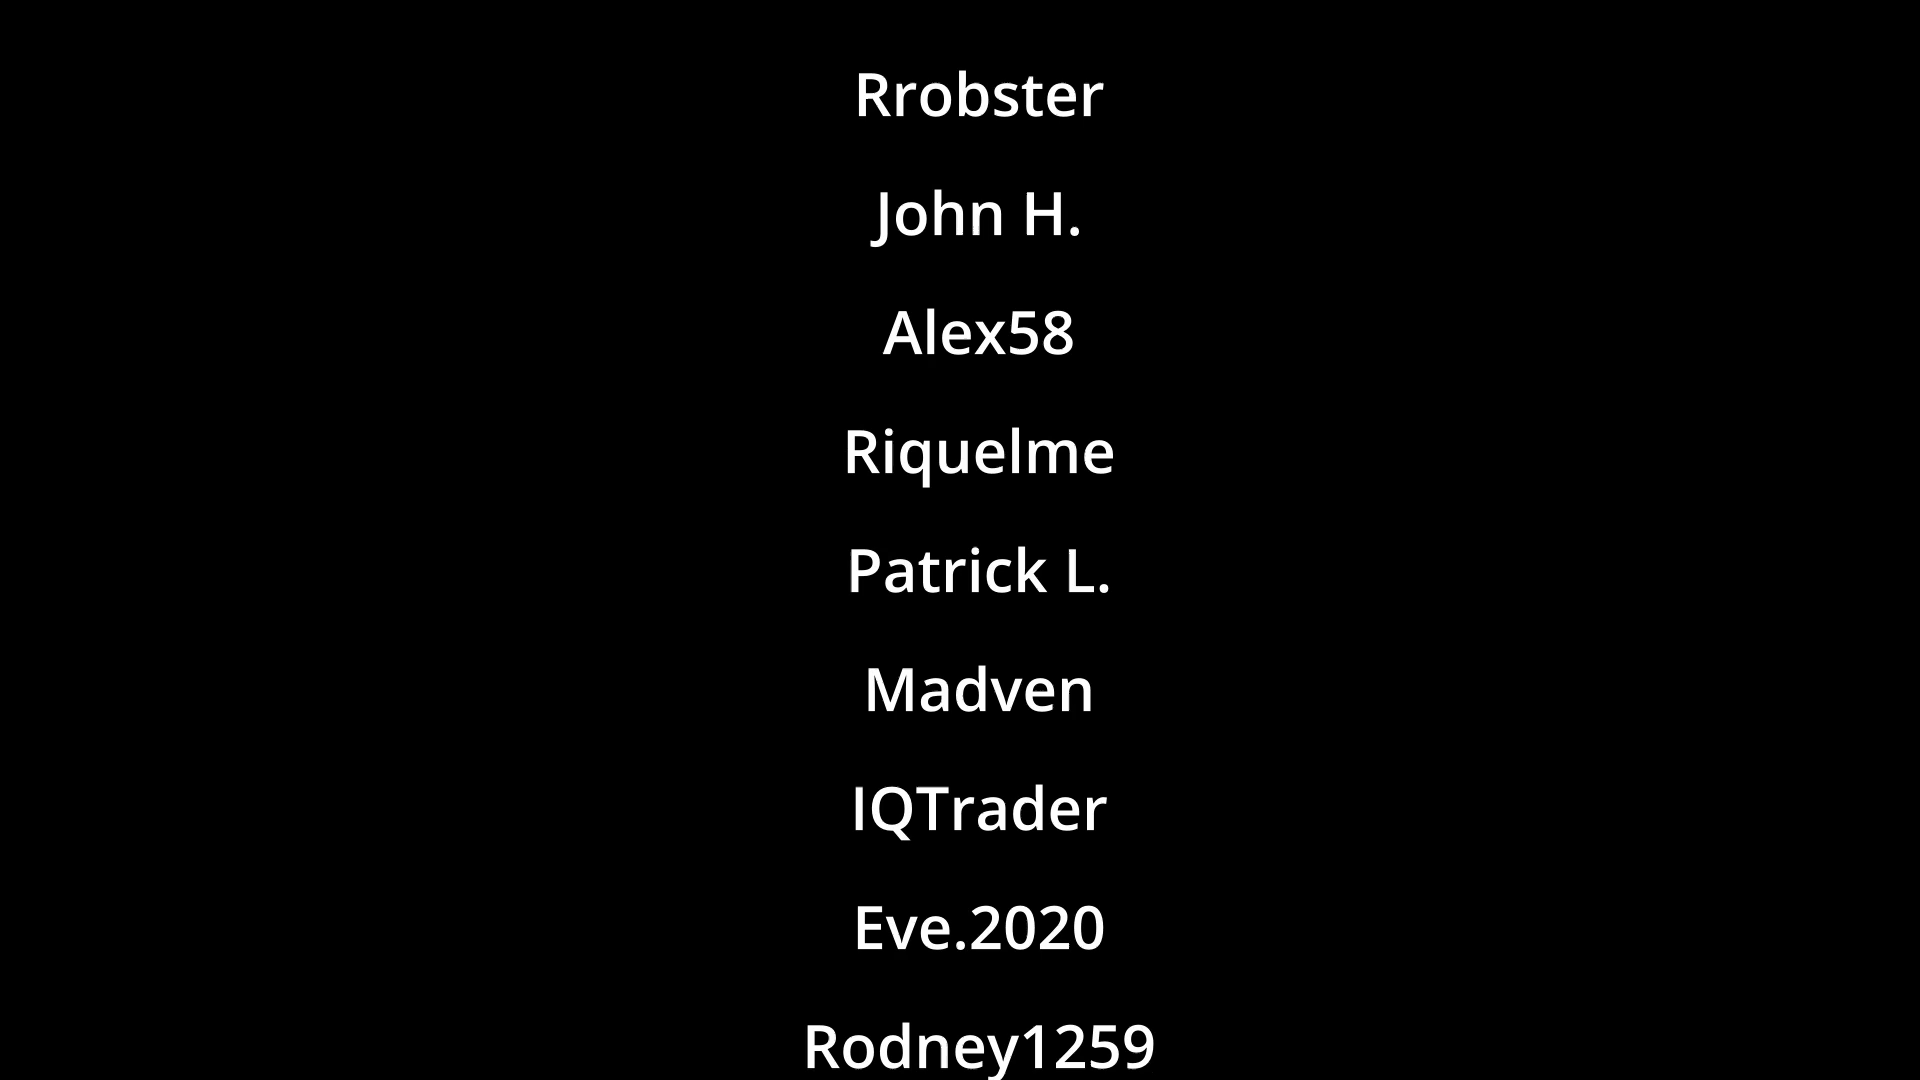 Rrobster
John H.
Alex58
Riquelme
Patrick L.
Madven
IQTrader
Eve.2020
Rodney1259